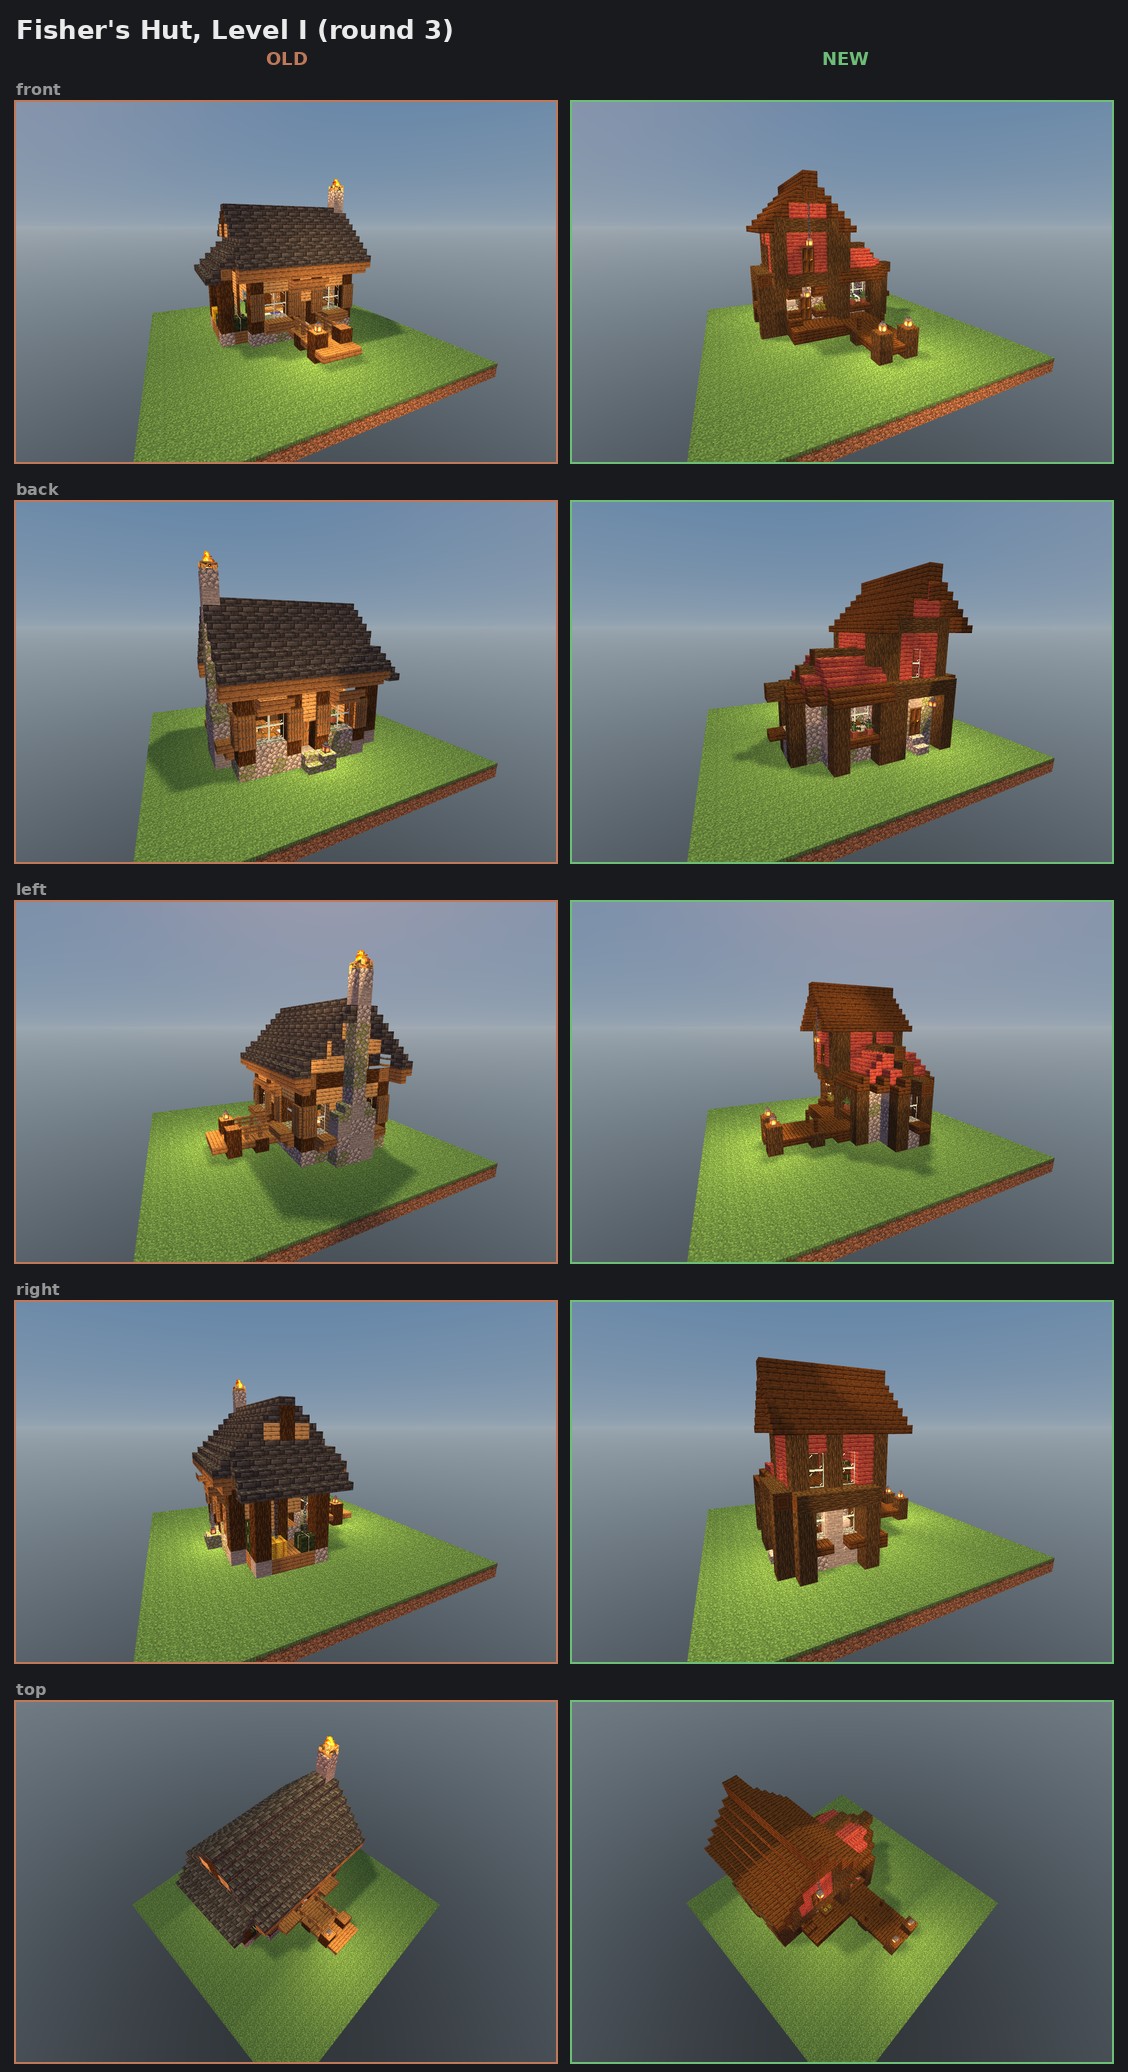 Fisher's Hut, Level I (round 3)
OLD NEW
front
back
left
right
top